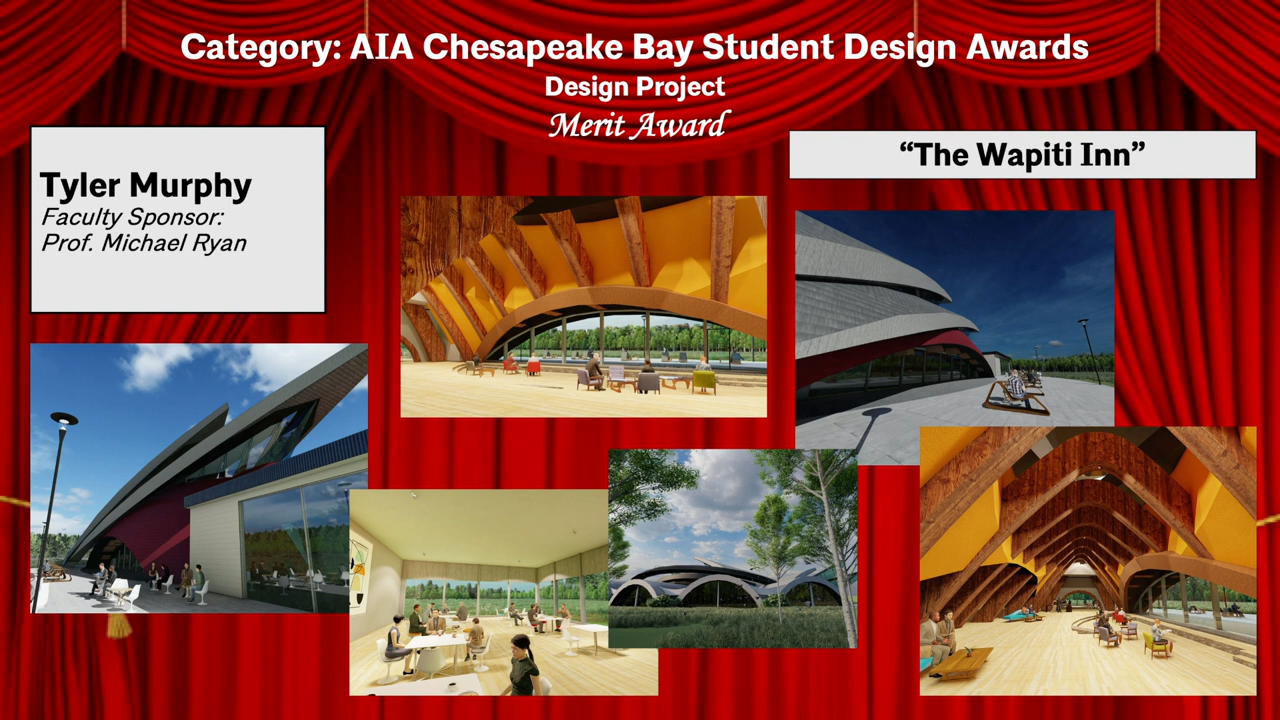 Category: AIA Chesapeake Bay Student Design Awards
Design Project
Merit Award
Tyler Murphy
Faculty Sponsor:
Prof. Michael Ryan
“The Wapiti Inn”